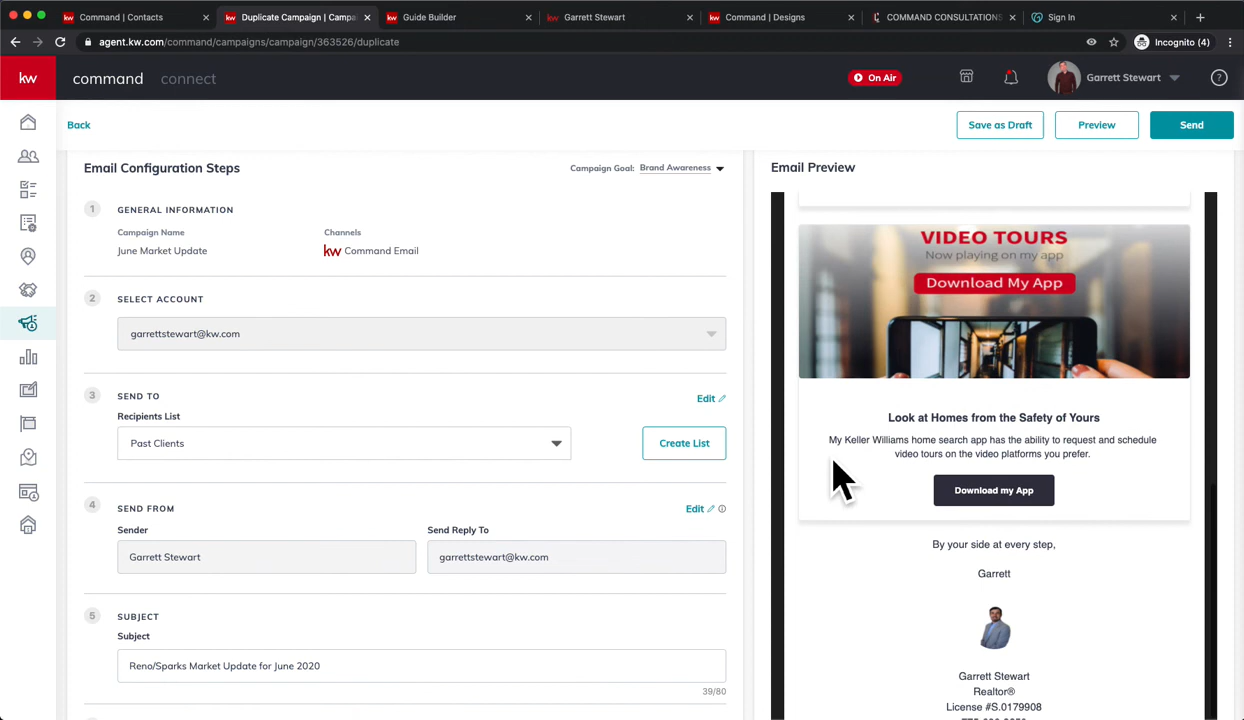 Command | Contacts
Duplicate Campaign | Campa
Guide Builder
Garrett Stewart
Command | Designs
COMMAND CONSULTATIONS
Sign In
agent.kw.com/command/campaigns/campaign/363526/duplicate
Incognito (4)
kw
command
connect
On Air
Garrett Stewart
Back
Save as Draft
Preview
Send
Email Configuration Steps
Campaign Goal: Brand Awareness
Email Preview
1
GENERAL INFORMATION
Campaign Name
Channels
June Market Update
kw Command Email
2
SELECT ACCOUNT
garrettstewart@kw.com
3
SEND TO
Edit
Recipients List
Past Clients
Create List
4
SEND FROM
Edit
Sender
Send Reply To
Garrett Stewart
garrettstewart@kw.com
5
SUBJECT
Subject
Reno/Sparks Market Update for June 2020
39/80
VIDEO TOURS
Now playing on my app
Download My App
Look at Homes from the Safety of Yours
My Keller Williams home search app has the ability to request and schedule
video tours on the video platforms you prefer.
Download my App
By your side at every step,
Garrett
Garrett Stewart
Realtor®
License #S.0179908